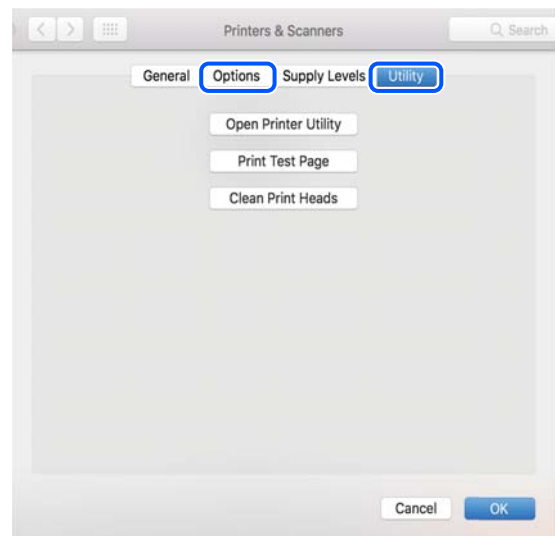 Printers & Scanners
Search
General Options Supply Levels Utility
Open Printer Utility
Print Test Page
Clean Print Heads
Cancel OK